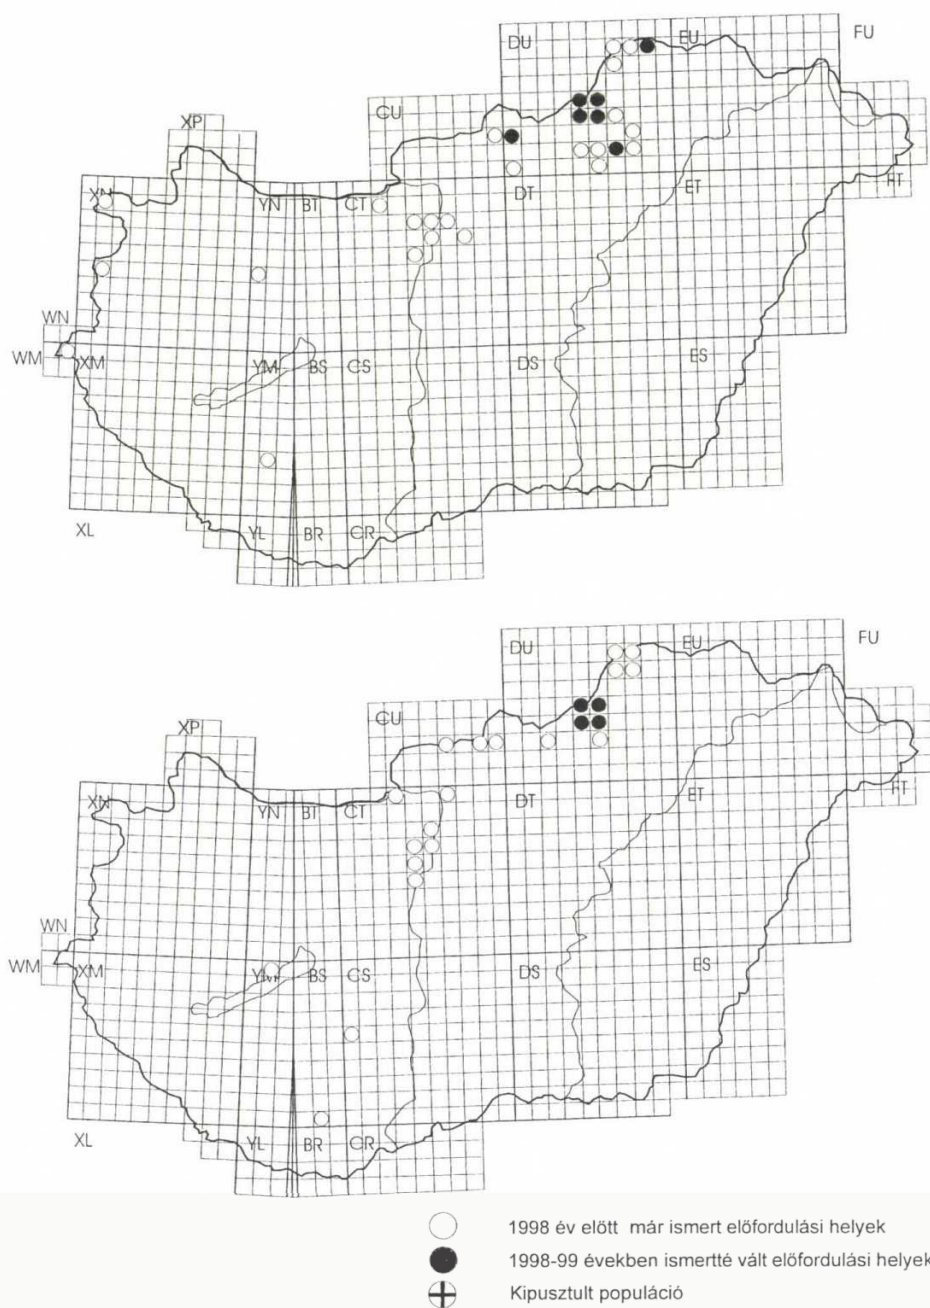 DU EU FU
CU
XP
XN YN BT CT DT ET FT
WN
WM XM YM BS CS DS ES
XL YL BR CR
DU EU FU
CU
XP
XN YN BT CT DT ET FT
WN
WM XM YM BS CS DS ES
XL YL BR CR
1998 év előtt már ismert előfordulási helyek
1998-99 években ismertté vált előfordulási helyek
Kipusztult populáció